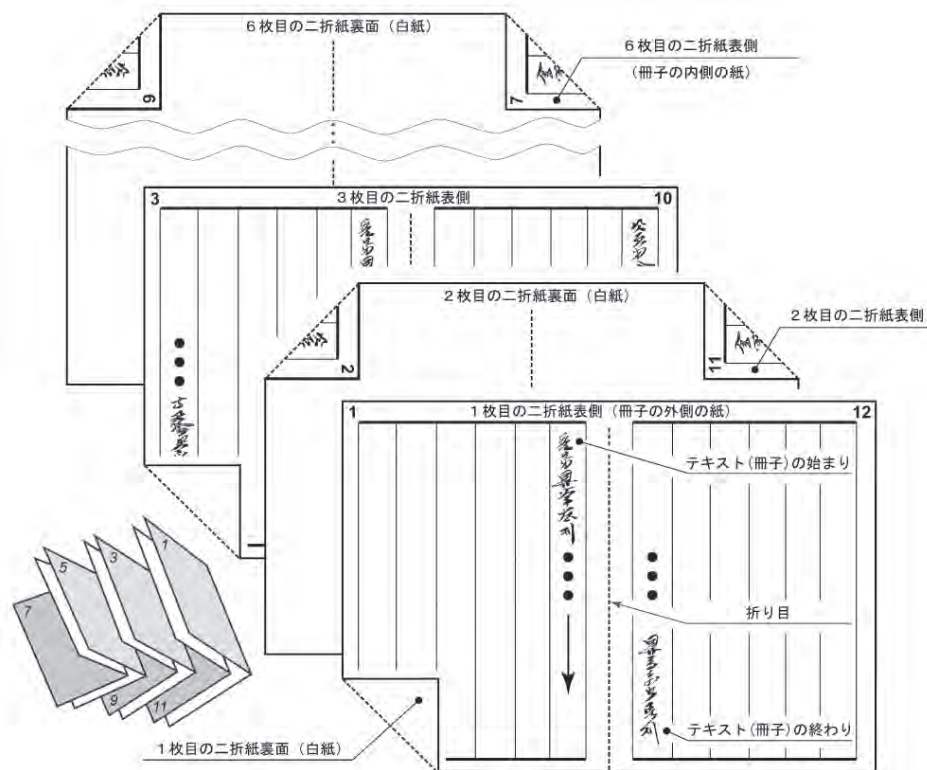 6枚目の二折紙裏面（白紙）
6枚目の二折紙表側
（冊子の内側の紙）
6
7
3
3枚目の二折紙表側
10
2枚目の二折紙裏面（白紙）
2枚目の二折紙表側
2
11
1
1枚目の二折紙表側（冊子の外側の紙）
12
テキスト（冊子）の始まり
折り目
テキスト（冊子）の終わり
1枚目の二折紙裏面（白紙）
1
3
5
7
9
11